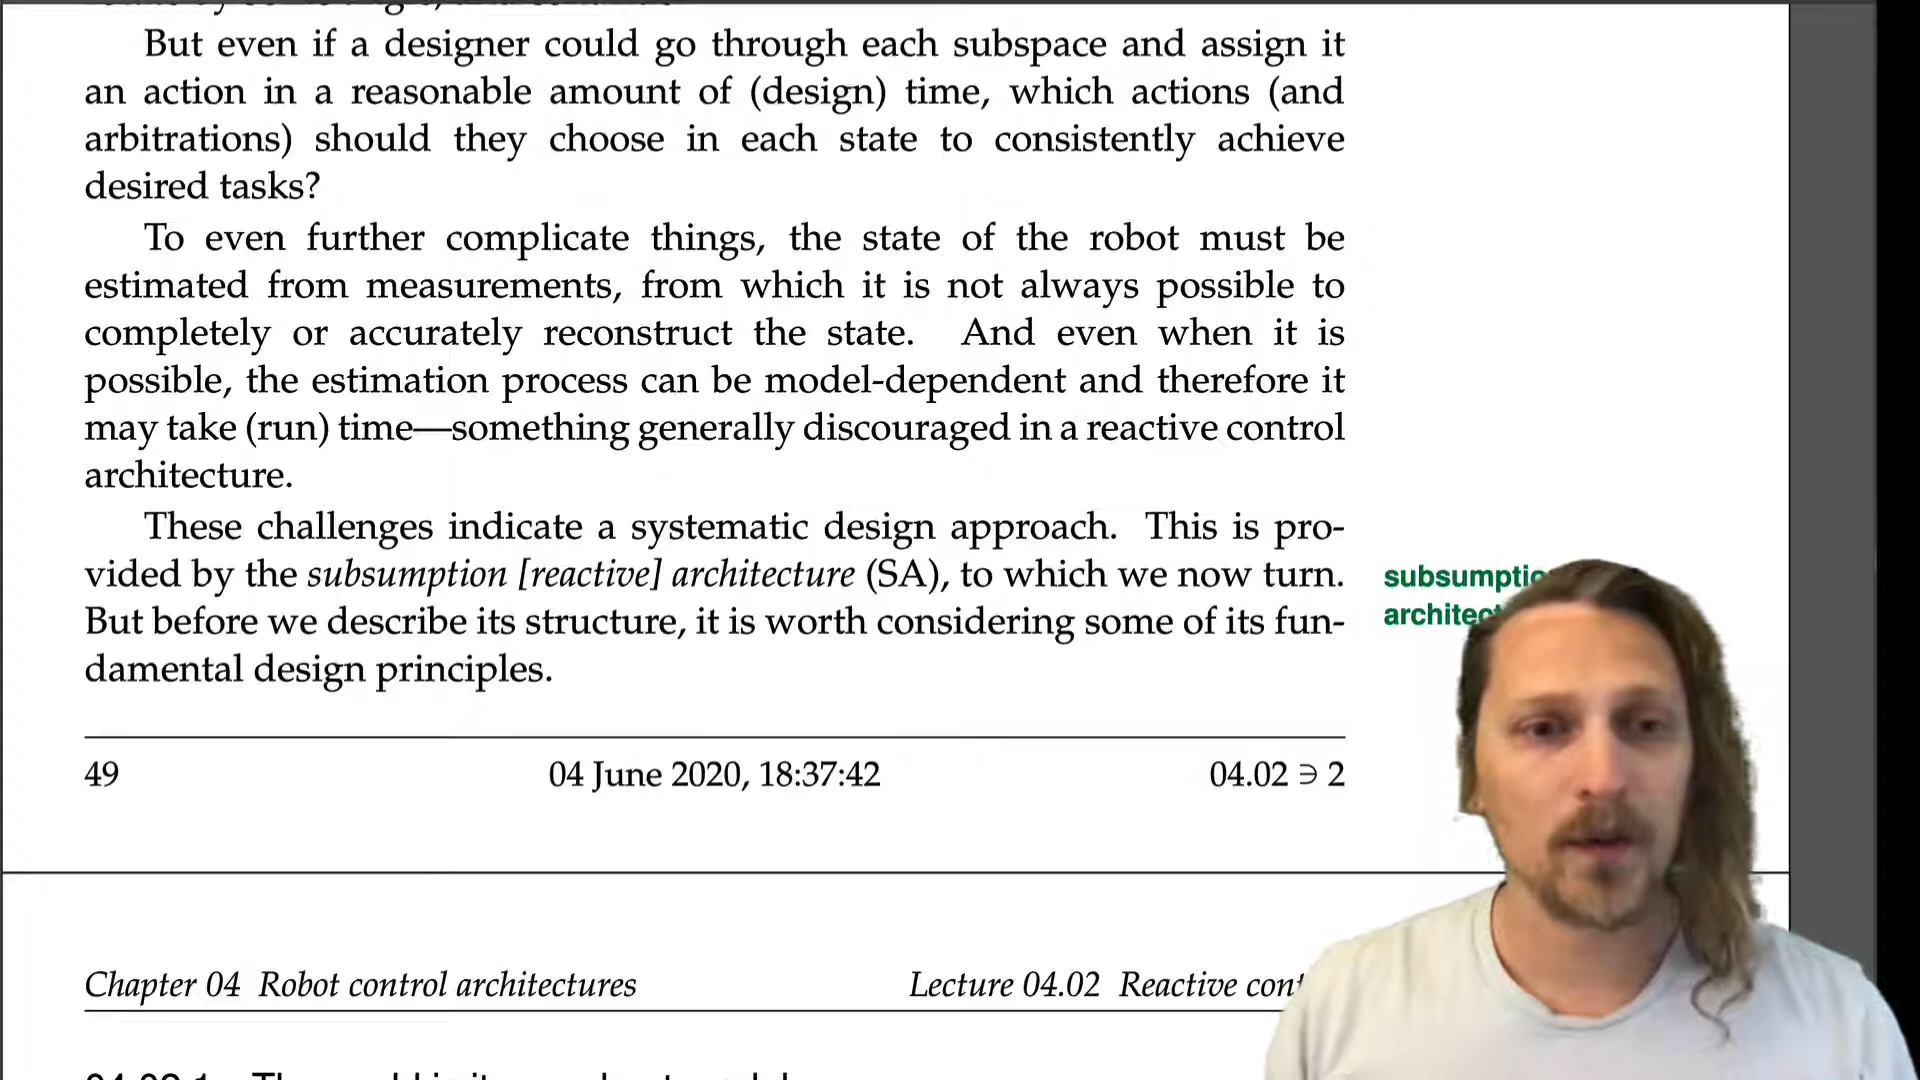 But even if a designer could go through each subspace and assign it
an action in a reasonable amount of (design) time, which actions (and
arbitrations) should they choose in each state to consistently achieve
desired tasks?
To even further complicate things, the state of the robot must be
estimated from measurements, from which it is not always possible to
completely or accurately reconstruct the state. And even when it is
possible, the estimation process can be model-dependent and therefore it
may take (run) time—something generally discouraged in a reactive control
architecture.
These challenges indicate a systematic design approach. This is pro-
vided by the subsumption [reactive] architecture (SA), to which we now turn.
But before we describe its structure, it is worth considering some of its fun-
damental design principles.
49 04 June 2020, 18:37:42 04.02 ∋ 2
Chapter 04 Robot control architectures Lecture 04.02 Reactive